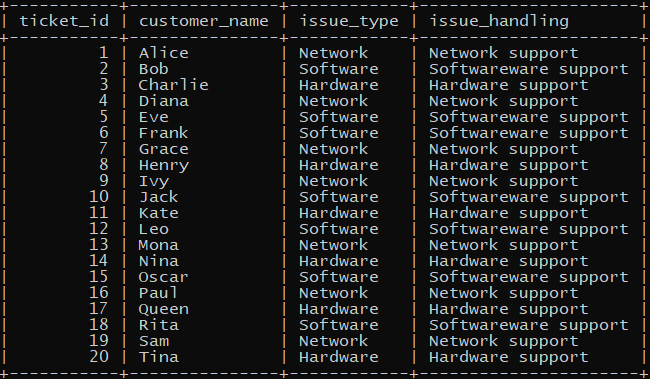 +-----------+---------------+------------+----------------------+
| ticket_id | customer_name | issue_type | issue_handling       |
+-----------+---------------+------------+----------------------+
|         1 | Alice         | Network    | Network support      |
|         2 | Bob           | Software   | Softwareware support |
|         3 | Charlie       | Hardware   | Hardware support     |
|         4 | Diana         | Network    | Network support      |
|         5 | Eve           | Software   | Softwareware support |
|         6 | Frank         | Software   | Softwareware support |
|         7 | Grace         | Network    | Network support      |
|         8 | Henry         | Hardware   | Hardware support     |
|         9 | Ivy           | Network    | Network support      |
|        10 | Jack          | Software   | Softwareware support |
|        11 | Kate          | Hardware   | Hardware support     |
|        12 | Leo           | Software   | Softwareware support |
|        13 | Mona          | Network    | Network support      |
|        14 | Nina          | Hardware   | Hardware support     |
|        15 | Oscar         | Software   | Softwareware support |
|        16 | Paul          | Network    | Network support      |
|        17 | Queen         | Hardware   | Hardware support     |
|        18 | Rita          | Software   | Softwareware support |
|        19 | Sam           | Network    | Network support      |
|        20 | Tina          | Hardware   | Hardware support     |
+-----------+---------------+------------+----------------------+